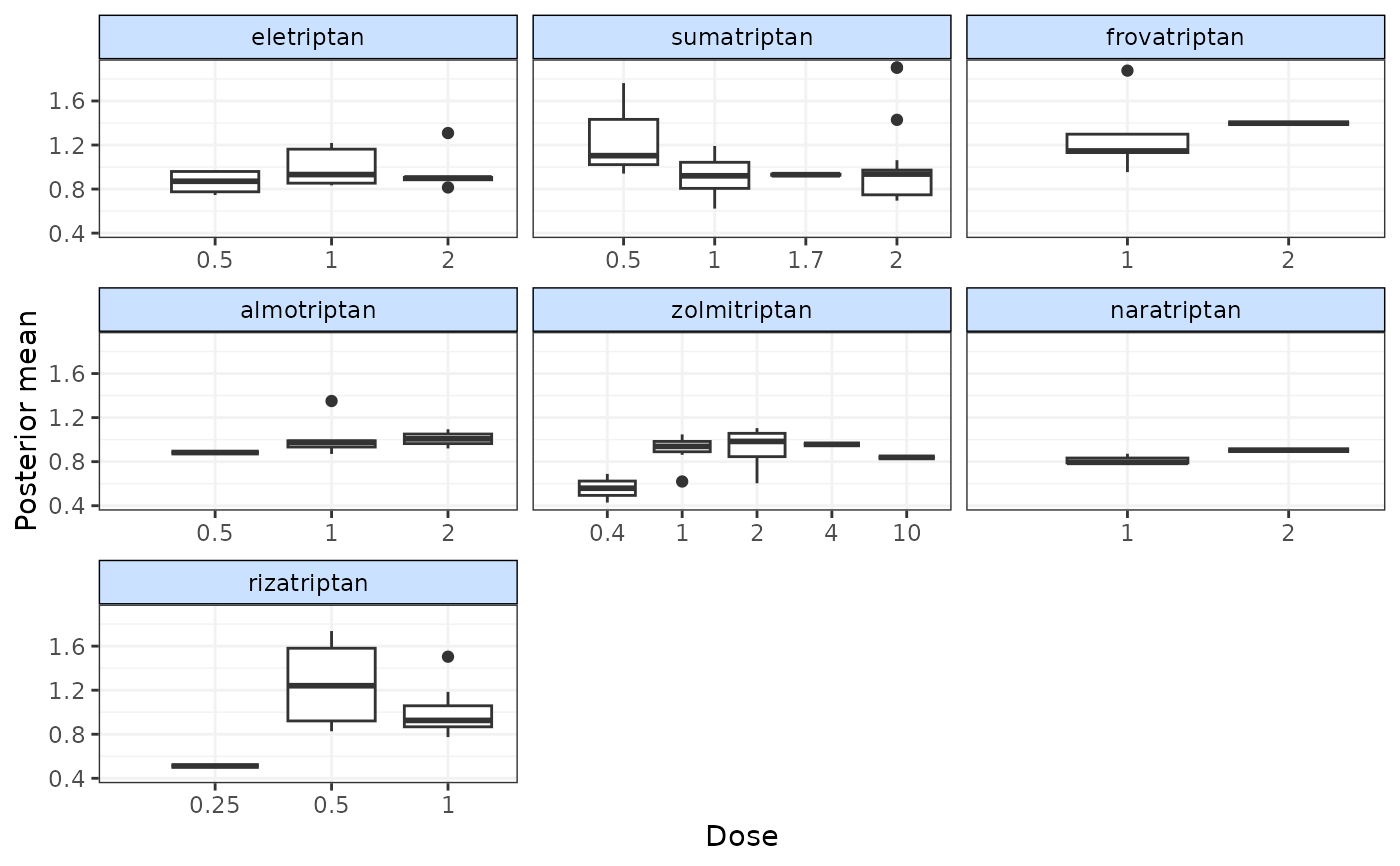 eletriptan sumatriptan frovatriptan
1.6
1.2
0.8
0.4
0.5 1 2 0.5 1 1.7 2 1 2
almotriptan zolmitriptan naratriptan
Posterior mean
1.6
1.2
0.8
0.4
0.5 1 2 0.4 1 2 4 10 1 2
rizatriptan
1.6
1.2
0.8
0.4
0.25 0.5 1
Dose